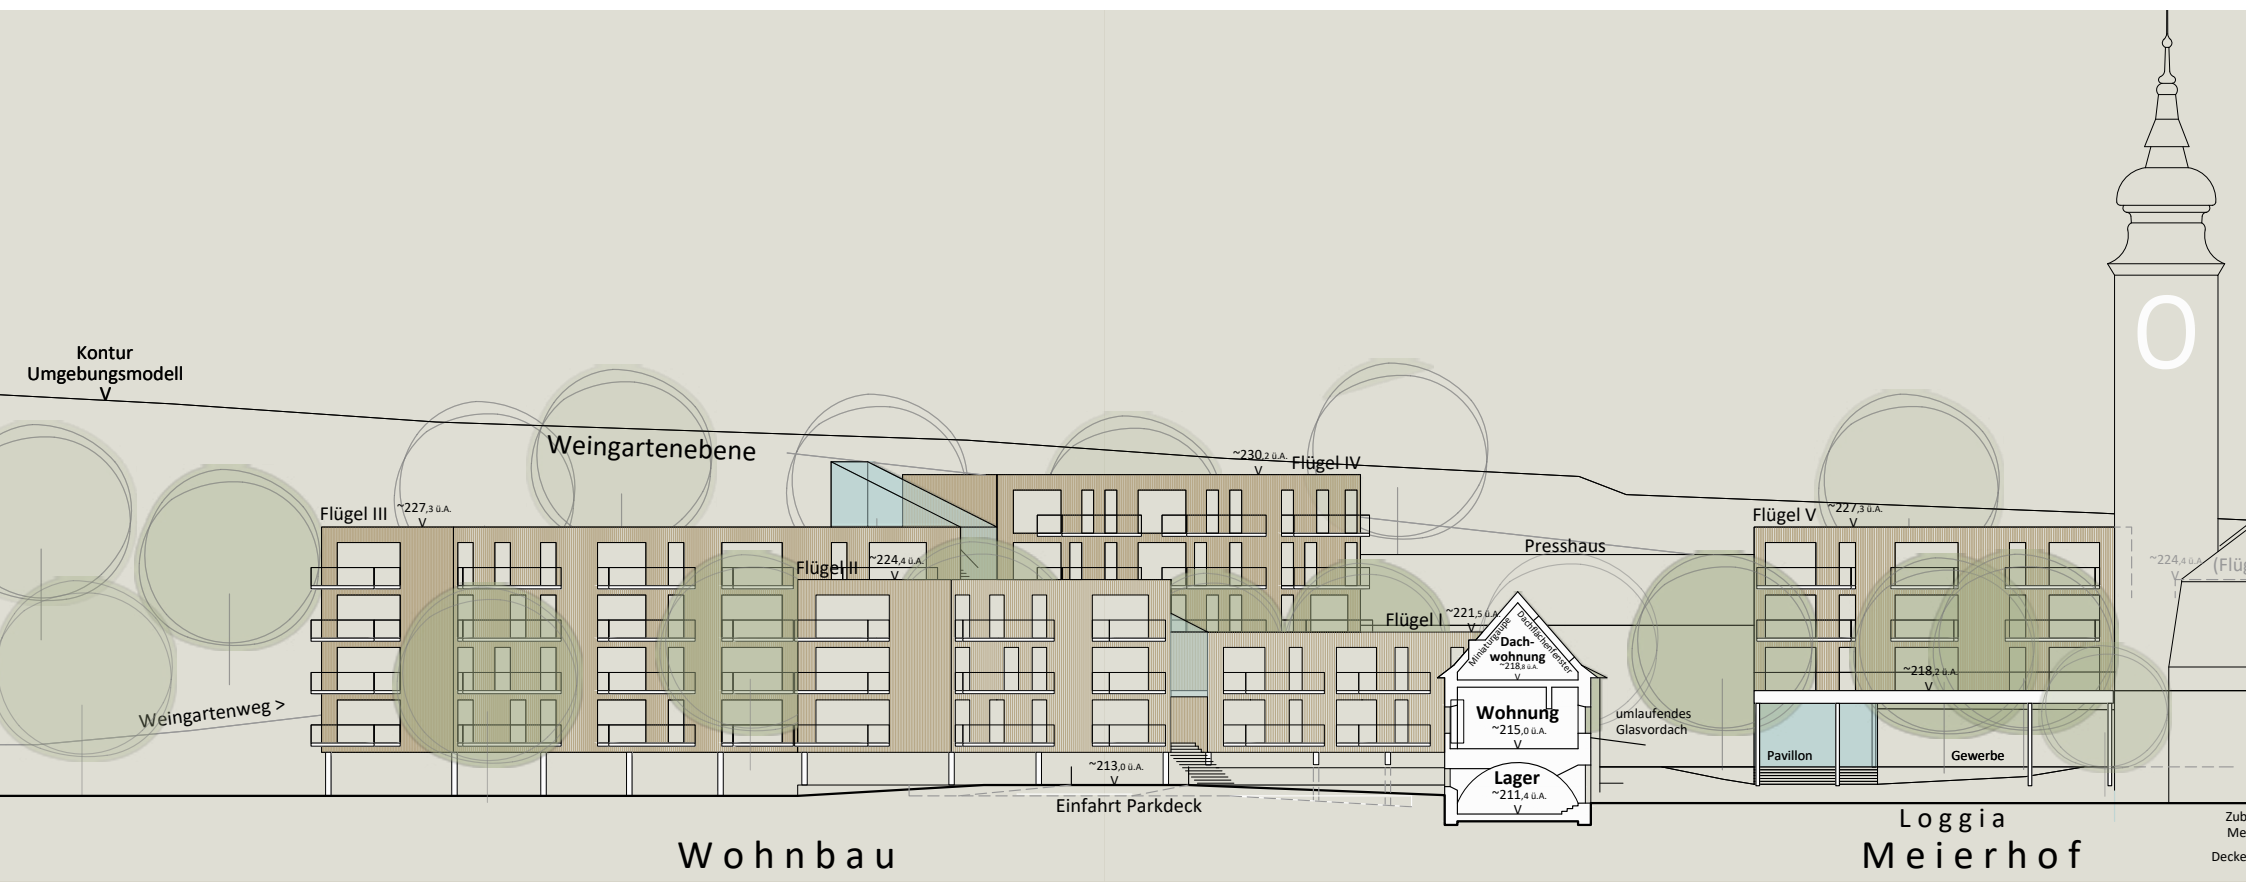 Kontur
Umgebungsmodell
V
Weingartenebene
~230,2 ü.A.
V
Flügel IV
Flügel III
~227,3 ü.A.
V
Flügel V
~227,3 ü.A.
V
Flügel II
~224,4 ü.A.
V
Presshaus
~224,4 ü.A.
V
Flügel I
~221,5 ü.A.
V
Miniaturgaupe
Dachflächenfenster
Dach-
wohnung
~218,8 ü.A.
V
~218,2 ü.A.
V
Weingartenweg >
Wohnung
~215,0 ü.A.
V
umlaufendes
Glasvordach
Pavillon
Gewerbe
~213,0 ü.A.
V
Lager
~211,4 ü.A.
V
Einfahrt Parkdeck
Wohnbau
Loggia
Meierhof
O